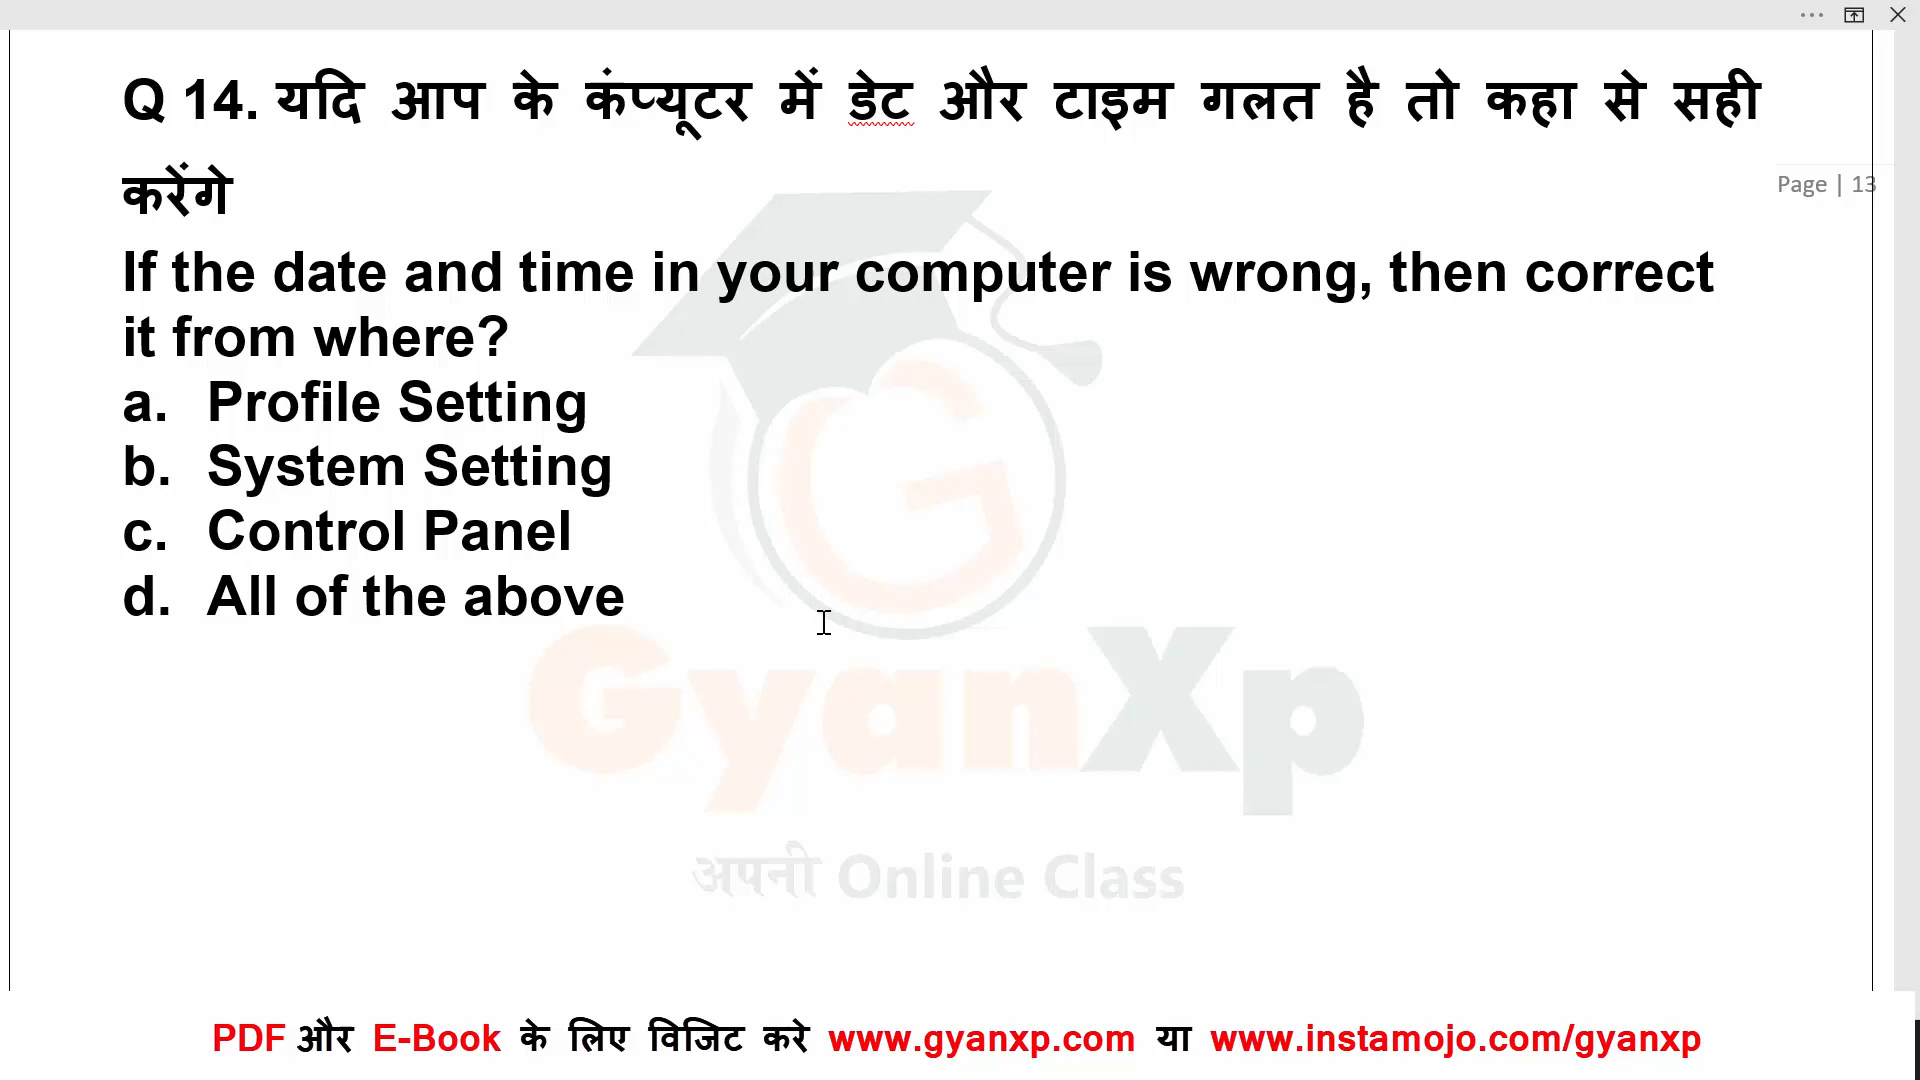 Q 14. यदि आप के कंप्यूटर में डेट और टाइम गलत है तो कहा से सही
करेंगे
Page | 13
If the date and time in your computer is wrong, then correct
it from where?
a. Profile Setting
b. System Setting
c. Control Panel
d. All of the above
GyanXp
अपनी Online Class
PDF और E-Book के लिए विजिट करे www.gyanxp.com या www.instamojo.com/gyanxp